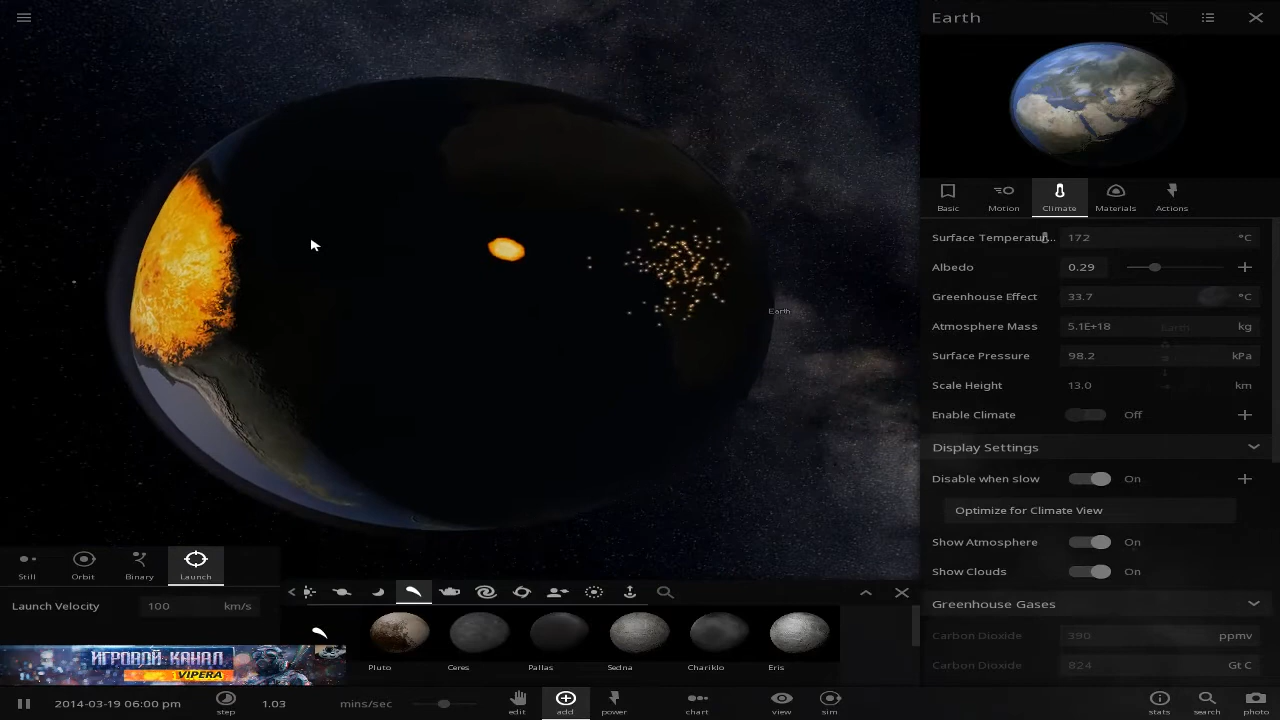 Earth
Basic
Motion
Climate
Materials
Actions
Surface Temperatu... 172 °C
Albedo 0.29
Greenhouse Effect 33.7 °C
Atmosphere Mass 5.1E+18 kg
Surface Pressure 98.2 kPa
Scale Height 13.0 km
Enable Climate Off
Display Settings
Disable when slow On
Optimize for Climate View
Show Atmosphere On
Show Clouds On
Greenhouse Gases
Carbon Dioxide 390 ppmv
Carbon Dioxide 824 Gt C
Earth
Earth
Still
Orbit
Binary
Launch
Launch Velocity 100 km/s
ИГРОВОЙ КАНАЛ
VIPERA
Pluto
Ceres
Pallas
Sedna
Chariklo
Eris
2014-03-19 06:00 pm
step
1.03 mins/sec
edit
add
power
chart
view
sim
stats
search
photo